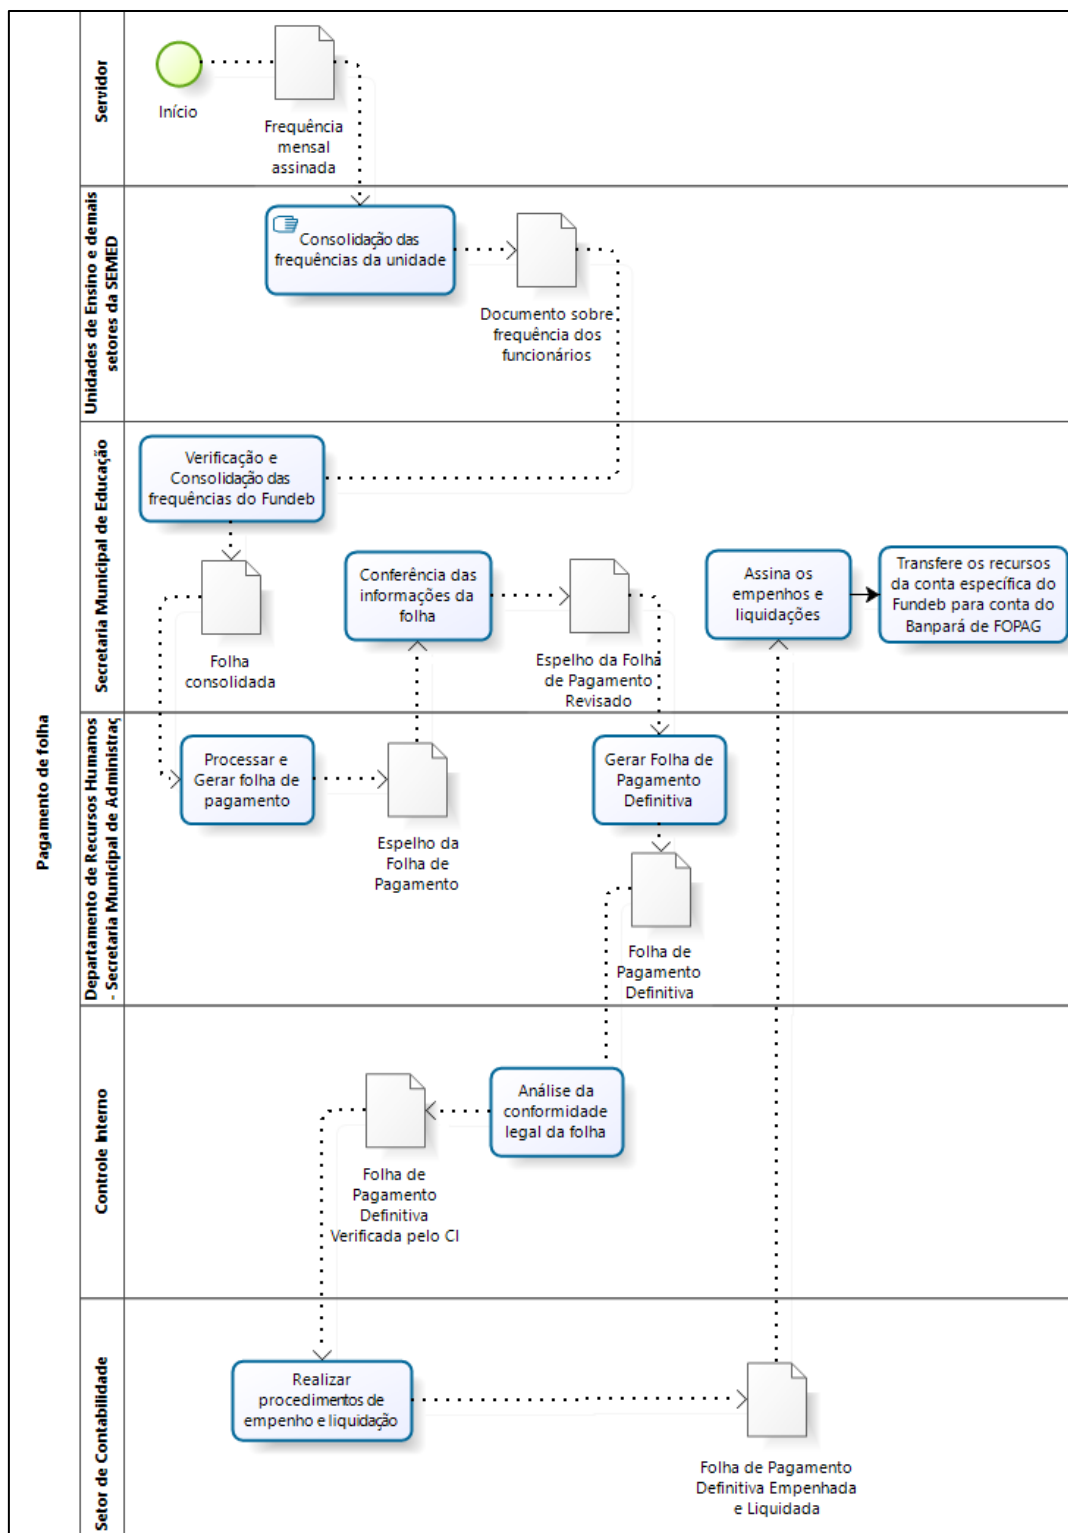 Pagamento de folha
Servidor
Início
Frequência
mensal
assinada
Unidades de Ensino e demais
setores da SEMED
Consolidação das
frequências da unidade
Documento sobre
frequência dos
funcionários
Secretaria Municipal de Educação
Verificação e
Consolidação das
frequências do Fundeb
Folha
consolidada
Conferência das
informações da
folha
Espelho da Folha
de Pagamento
Revisado
Assina os
empenhos e
liquidações
Transfere os recursos
da conta específica do
Fundeb para conta do
Banpará de FOPAG
Departamento de Recursos Humanos
- Secretaria Municipal de Administraç
Processar e
Gerar folha de
pagamento
Espelho da
Folha de
Pagamento
Gerar Folha de
Pagamento
Definitiva
Folha de
Pagamento
Definitiva
Controle Interno
Análise da
conformidade
legal da folha
Folha de
Pagamento
Definitiva
Verificada pelo CI
Setor de Contabilidade
Realizar
procedimentos de
empenho e liquidação
Folha de Pagamento
Definitiva Empenhada
e Liquidada